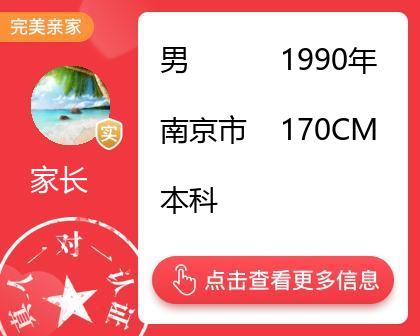 完美亲家
男 1990年
南京市 170CM
本科
实
家长
一对一
真人认证
点击查看更多信息